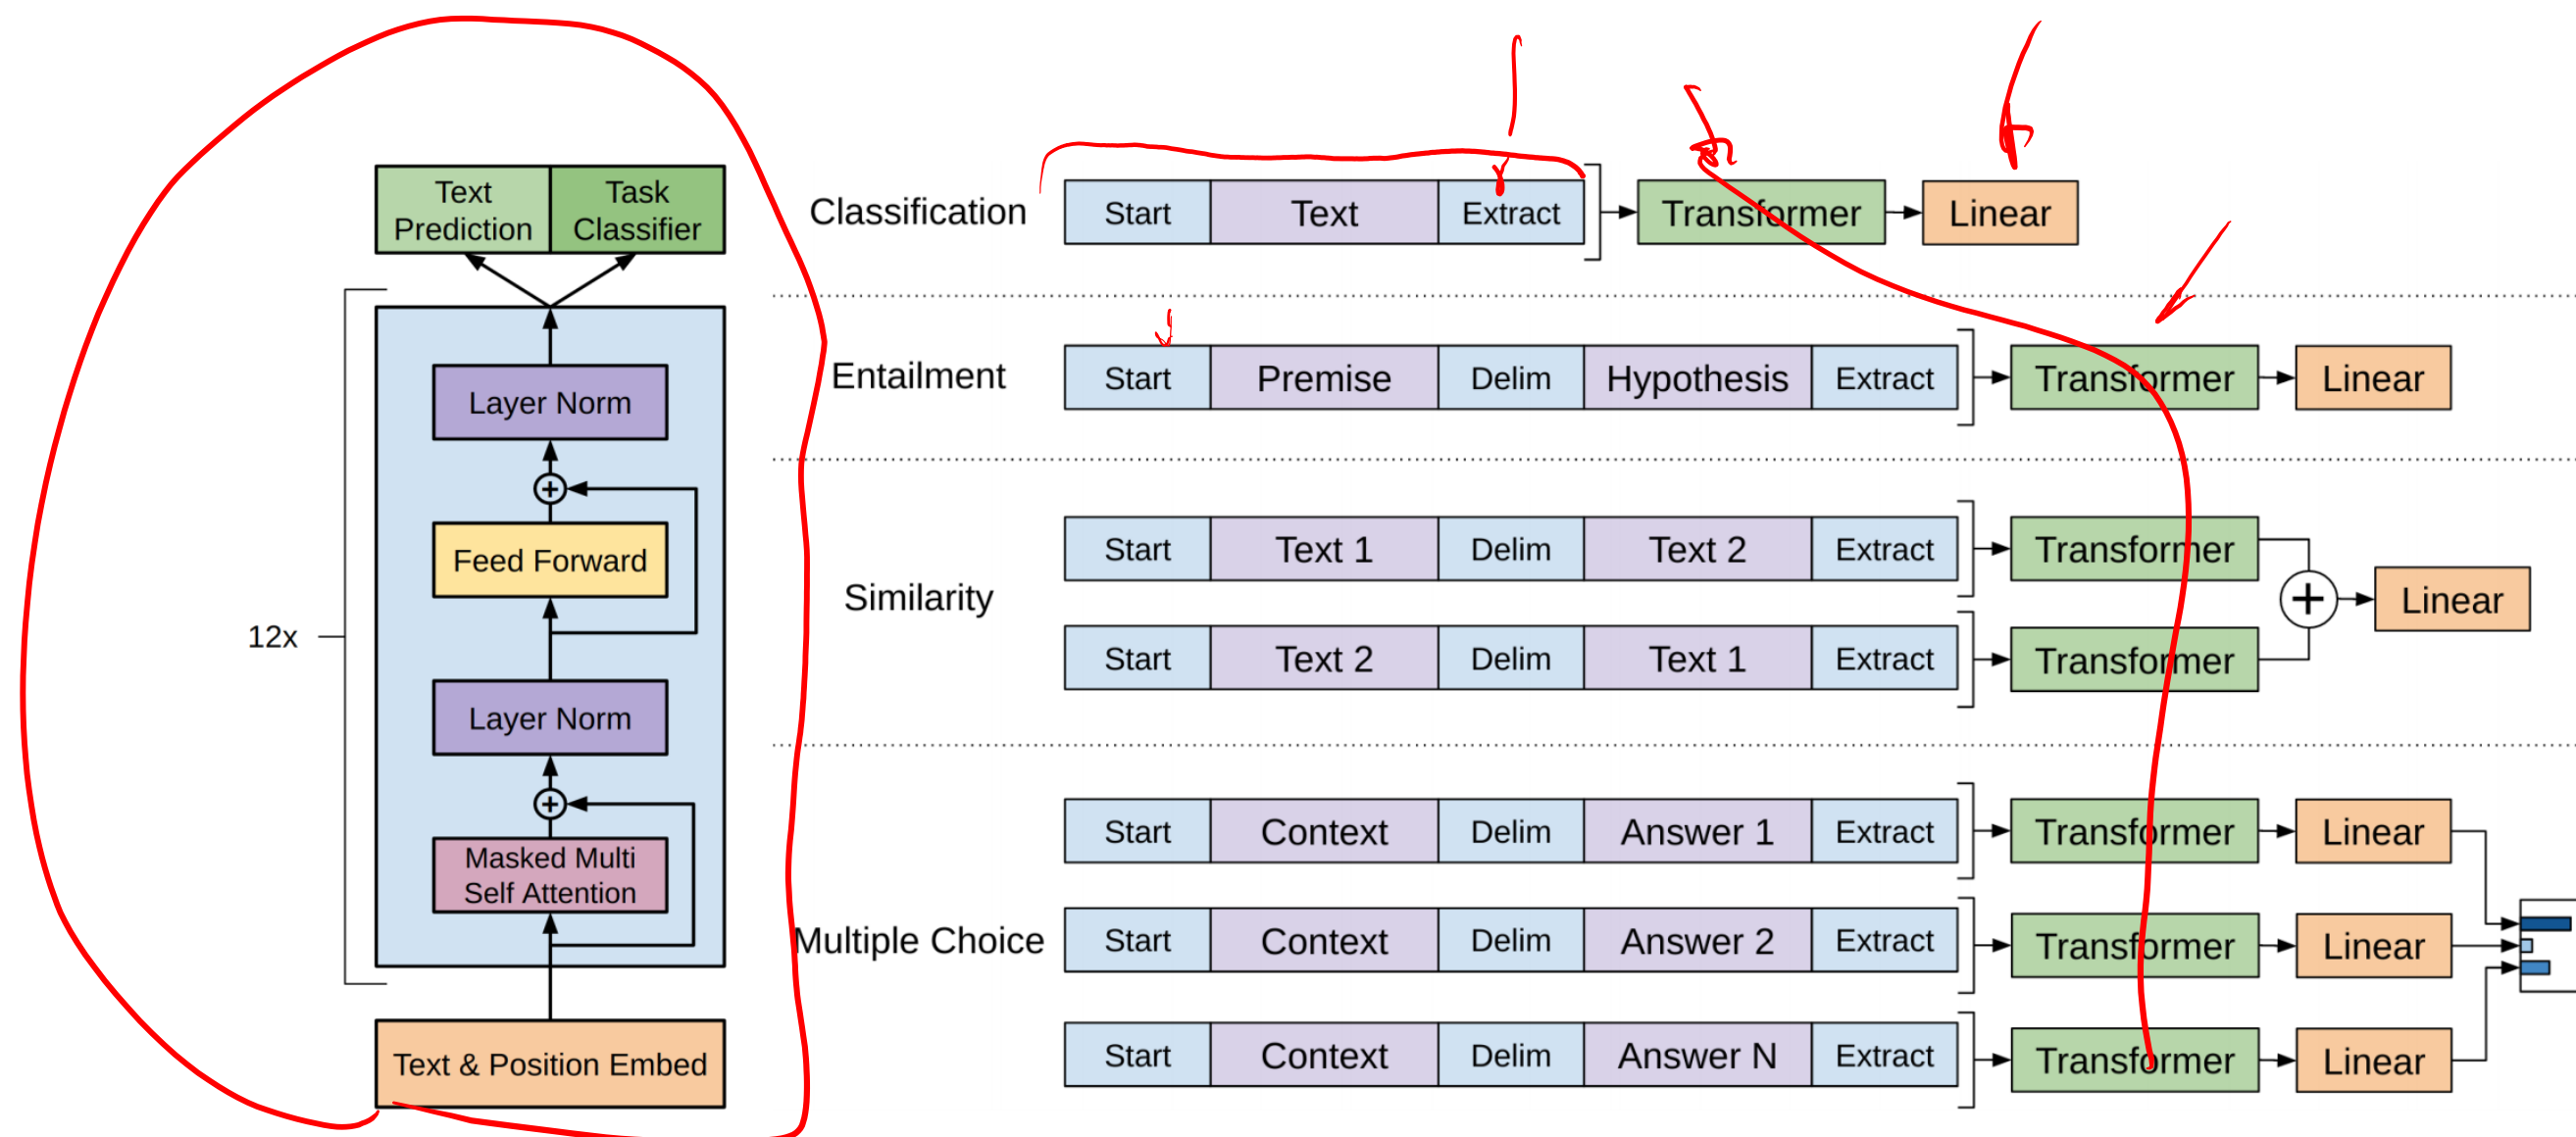 Text
Prediction
Task
Classifier
12x
Layer Norm
Feed Forward
Layer Norm
Masked Multi
Self Attention
Text & Position Embed
Classification
Start Text Extract Transformer Linear
Entailment
Start Premise Delim Hypothesis Extract Transformer Linear
Similarity
Start Text 1 Delim Text 2 Extract Transformer
Start Text 2 Delim Text 1 Extract Transformer
Linear
Multiple Choice
Start Context Delim Answer 1 Extract Transformer Linear
Start Context Delim Answer 2 Extract Transformer Linear
Start Context Delim Answer N Extract Transformer Linear